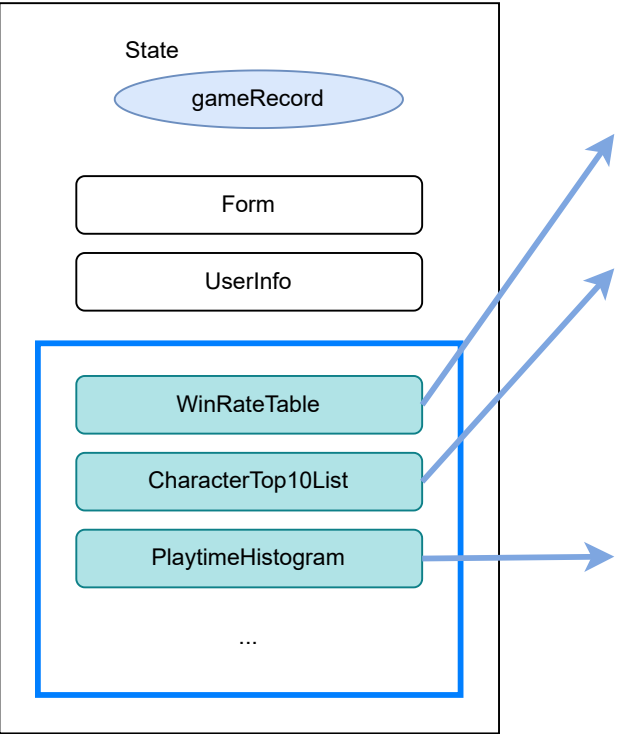 State
gameRecord
Form
UserInfo
WinRateTable
CharacterTop10List
PlaytimeHistogram
...